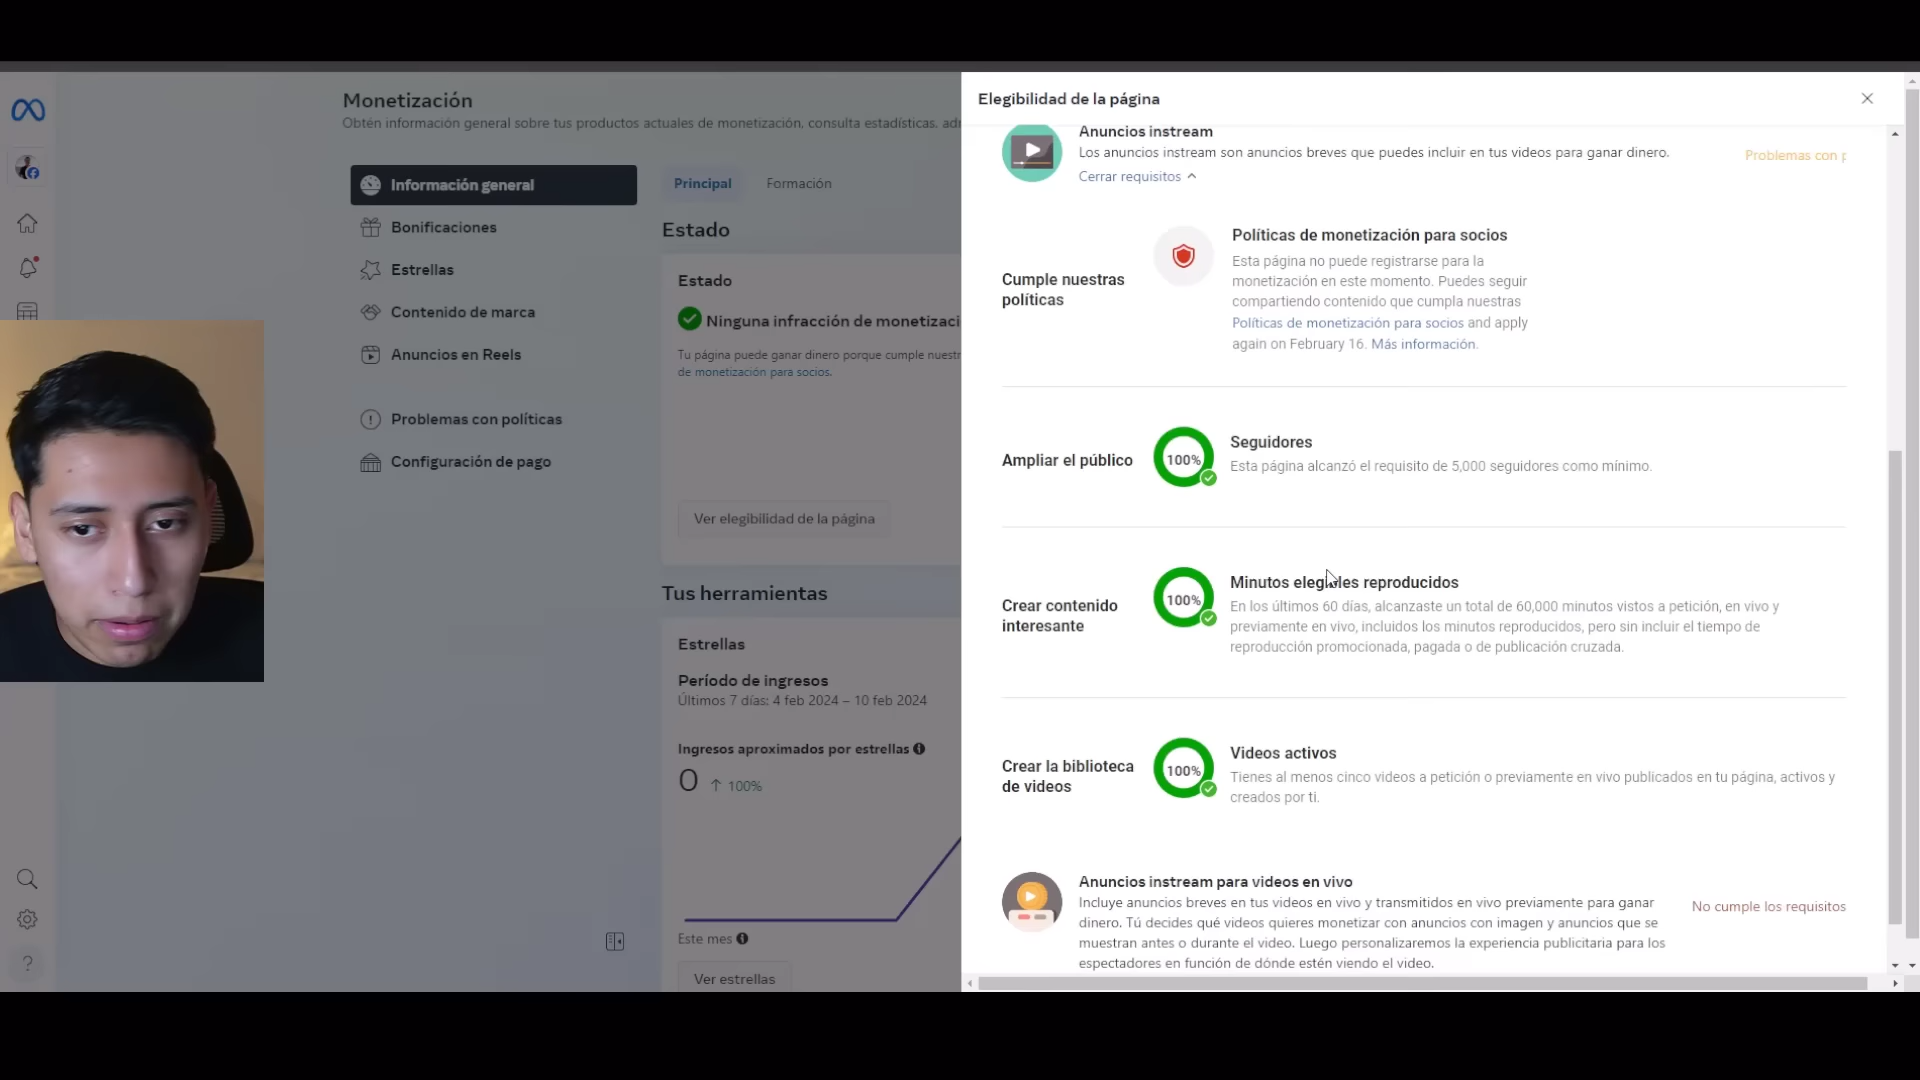 Monetización
Obtén información general sobre tus productos actuales de monetización, consulta estadísticas, adm
Información general
Bonificaciones
Estrellas
Contenido de marca
Anuncios en Reels
Problemas con políticas
Configuración de pago
Principal
Formación
Estado
Estado
Ninguna infracción de monetizaci
Tu página puede ganar dinero porque cumple nuestr
de monetización para socios.
Ver elegibilidad de la página
Tus herramientas
Estrellas
Período de ingresos
Últimos 7 días: 4 feb 2024 – 10 feb 2024
Ingresos aproximados por estrellas
0 ↑ 100%
Este mes
Ver estrellas
Elegibilidad de la página
Anuncios instream
Los anuncios instream son anuncios breves que puedes incluir en tus videos para ganar dinero.
Problemas con p
Cerrar requisitos
Cumple nuestras
políticas
Políticas de monetización para socios
Esta página no puede registrarse para la
monetización en este momento. Puedes seguir
compartiendo contenido que cumpla nuestras
Políticas de monetización para socios and apply
again on February 16. Más información.
Ampliar el público
100%
Seguidores
Esta página alcanzó el requisito de 5,000 seguidores como mínimo.
Crear contenido
interesante
100%
Minutos elegibles reproducidos
En los últimos 60 días, alcanzaste un total de 60,000 minutos vistos a petición, en vivo y
previamente en vivo, incluidos los minutos reproducidos, pero sin incluir el tiempo de
reproducción promocionada, pagada o de publicación cruzada.
Crear la biblioteca
de videos
100%
Videos activos
Tienes al menos cinco videos a petición o previamente en vivo publicados en tu página, activos y
creados por ti.
Anuncios instream para videos en vivo
Incluye anuncios breves en tus videos en vivo y transmitidos en vivo previamente para ganar
dinero. Tú decides qué videos quieres monetizar con anuncios con imagen y anuncios que se
muestran antes o durante el video. Luego personalizaremos la experiencia publicitaria para los
espectadores en función de dónde estén viendo el video.
No cumple los requisitos